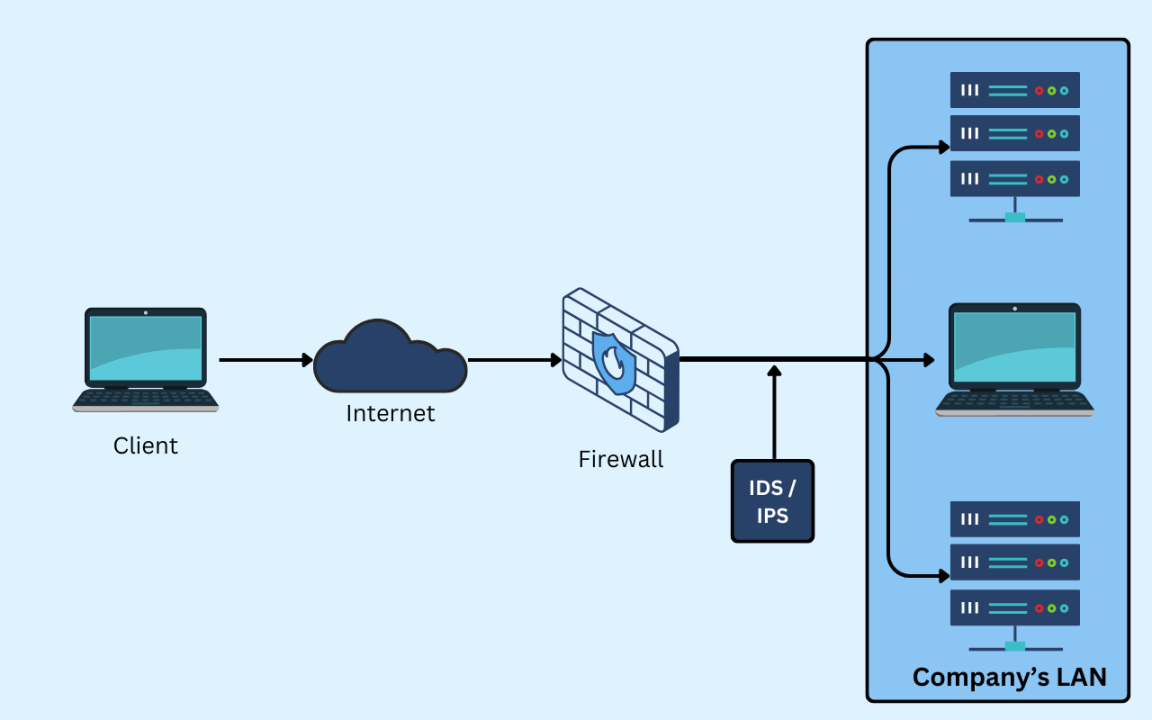 Client
Internet
Firewall
IDS /
IPS
Company’s LAN